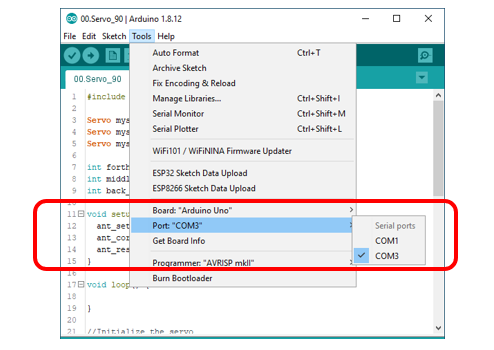 00.Servo_90 | Arduino 1.8.12
File Edit Sketch Tools Help
00.Servo_90
Auto Format Ctrl+T
Archive Sketch
Fix Encoding & Reload
Manage Libraries... Ctrl+Shift+I
Serial Monitor Ctrl+Shift+M
Serial Plotter Ctrl+Shift+L
WiFi101 / WiFiNINA Firmware Updater
ESP32 Sketch Data Upload
ESP8266 Sketch Data Upload
Board: "Arduino Uno"
Port: "COM3"
Get Board Info
Programmer: "AVRISP mkII"
Burn Bootloader
Serial ports
COM1
COM3
1 #include
2
3 Servo mys
4 Servo mys
5 Servo mys
6
7 int forth
8 int middl
9 int back_
10
11 void setu
12 ant_set
13 ant_cor
14 ant_res
15 }
16
17 void loop() {
18
19 }
20
21 //Initialize the servo